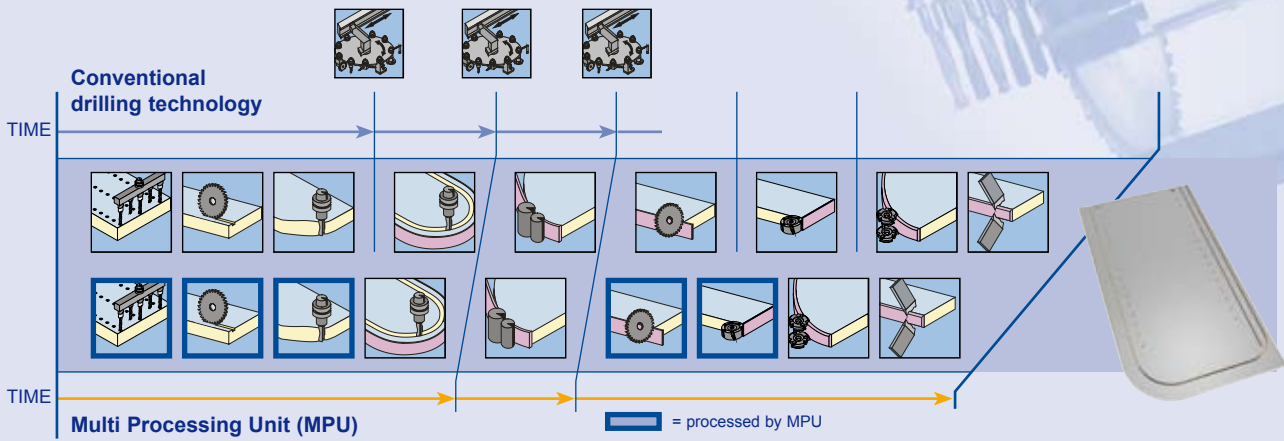 Conventional
drilling technology
TIME
TIME
Multi Processing Unit (MPU)
= processed by MPU